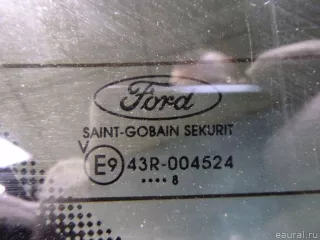 Ford
SAINT-GOBAIN SEKURIT
V
E9 43R-004524
.... 8
eaural.ru